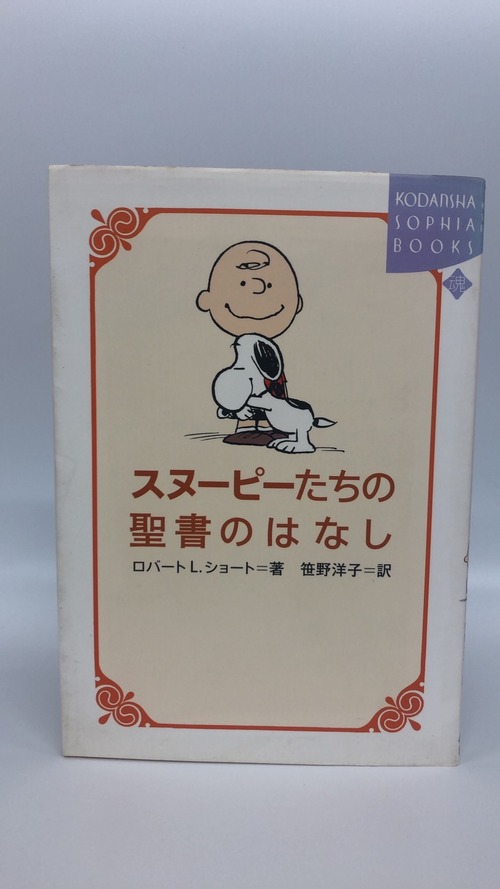 KODANSHA
SOPHIA
BOOKS
魂
スヌーピーたちの
聖書のはなし
ロバートL.ショート=著 笹野洋子=訳